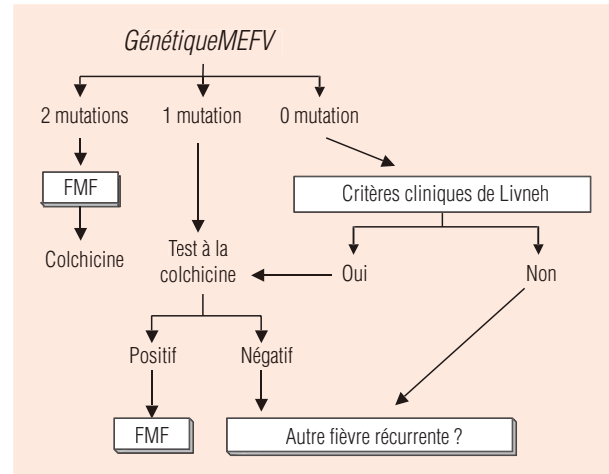 GénétiqueMEFV
2 mutations 1 mutation 0 mutation
FMF
Critères cliniques de Livneh
Colchicine
Test à la
colchicine
Oui Non
Positif Négatif
FMF
Autre fièvre récurrente ?